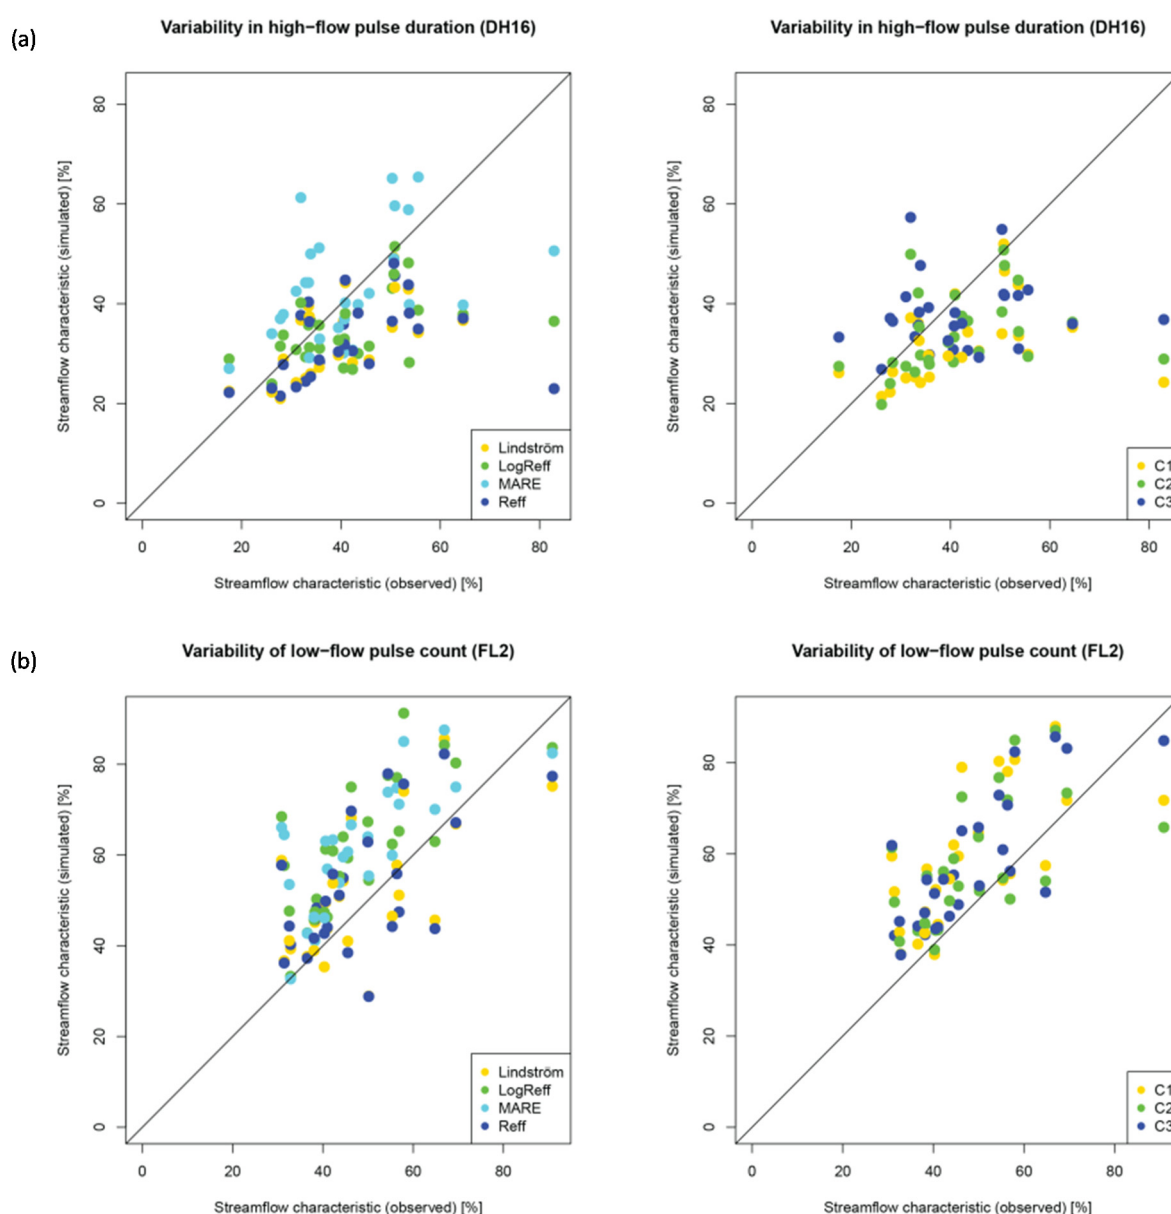 (a)
Variability in high−flow pulse duration (DH16)
Streamflow characteristic (simulated) [%]
80
60
40
20
0
Lindström
LogReff
MARE
Reff
0 20 40 60 80
Streamflow characteristic (observed) [%]
Variability in high−flow pulse duration (DH16)
Streamflow characteristic (simulated) [%]
80
60
40
20
0
C1
C2
C3
0 20 40 60 80
Streamflow characteristic (observed) [%]
(b)
Variability of low−flow pulse count (FL2)
Streamflow characteristic (simulated) [%]
80
60
40
20
0
Lindström
LogReff
MARE
Reff
0 20 40 60 80
Streamflow characteristic (observed) [%]
Variability of low−flow pulse count (FL2)
Streamflow characteristic (simulated) [%]
80
60
40
20
0
C1
C2
C3
0 20 40 60 80
Streamflow characteristic (observed) [%]